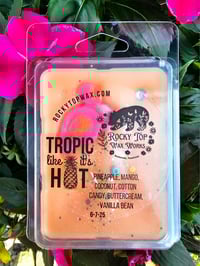 ROCKYTOPWAX.COM
TROPIC
like it's
HOT
ROCKY TOP
WAX WORKS
PINEAPPLE, MANGO,
COCONUT, COTTON
CANDY, BUTTERCREAM,
VANILLA BEAN
6-7-25